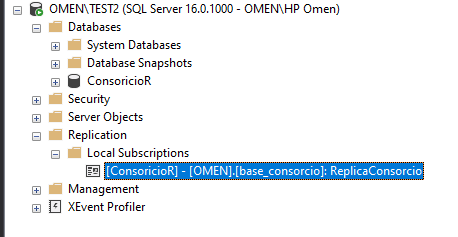 OMEN\TEST2 (SQL Server 16.0.1000 - OMEN\HP Omen)
Databases
System Databases
Database Snapshots
ConsoricioR
Security
Server Objects
Replication
Local Subscriptions
[ConsoricioR] - [OMEN].[base_consorcio]: ReplicaConsorcio
Management
XEvent Profiler